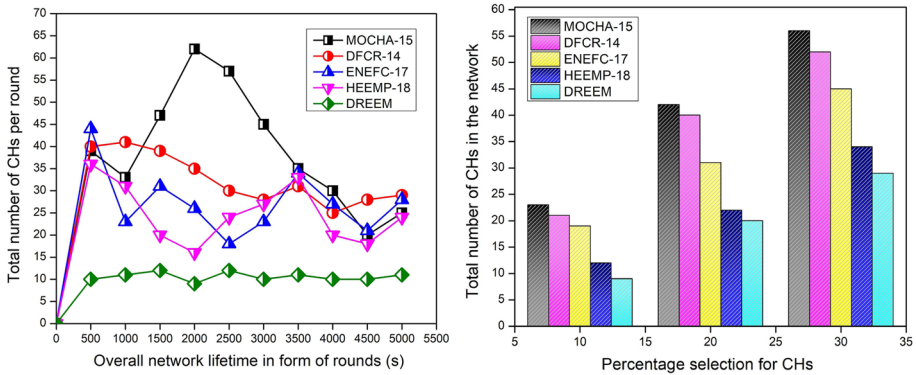 Total number of CHs per round
70
65
60
55
50
45
40
35
30
25
20
15
10
5
0
MOCHA-15
DFCR-14
ENEFC-17
HEEMP-18
DREEM
0 500 1000 1500 2000 2500 3000 3500 4000 4500 5000 5500
Overall network lifetime in form of rounds (s)
Total number of CHs in the network
60
55
50
45
40
35
30
25
20
15
10
5
0
MOCHA-15
DFCR-14
ENEFC-17
HEEMP-18
DREEM
5 10 15 20 25 30 35
Percentage selection for CHs